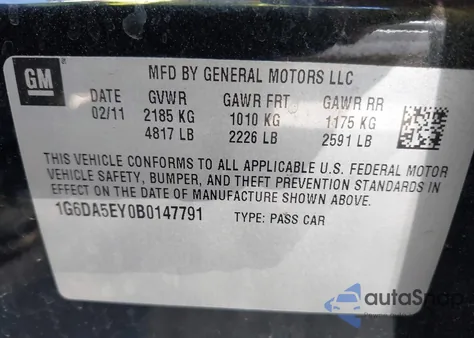 GM
MFD BY GENERAL MOTORS LLC
DATE GVWR GAWR FRT GAWR RR
02/11 2185 KG 1010 KG 1175 KG
4817 LB 2226 LB 2591 LB
THIS VEHICLE CONFORMS TO ALL APPLICABLE U.S. FEDERAL MOTOR
VEHICLE SAFETY, BUMPER, AND THEFT PREVENTION STANDARDS IN
EFFECT ON THE DATE OF MANUFACTURE SHOWN ABOVE.
1G6DA5EY0B0147791 TYPE: PASS CAR
autaSnap